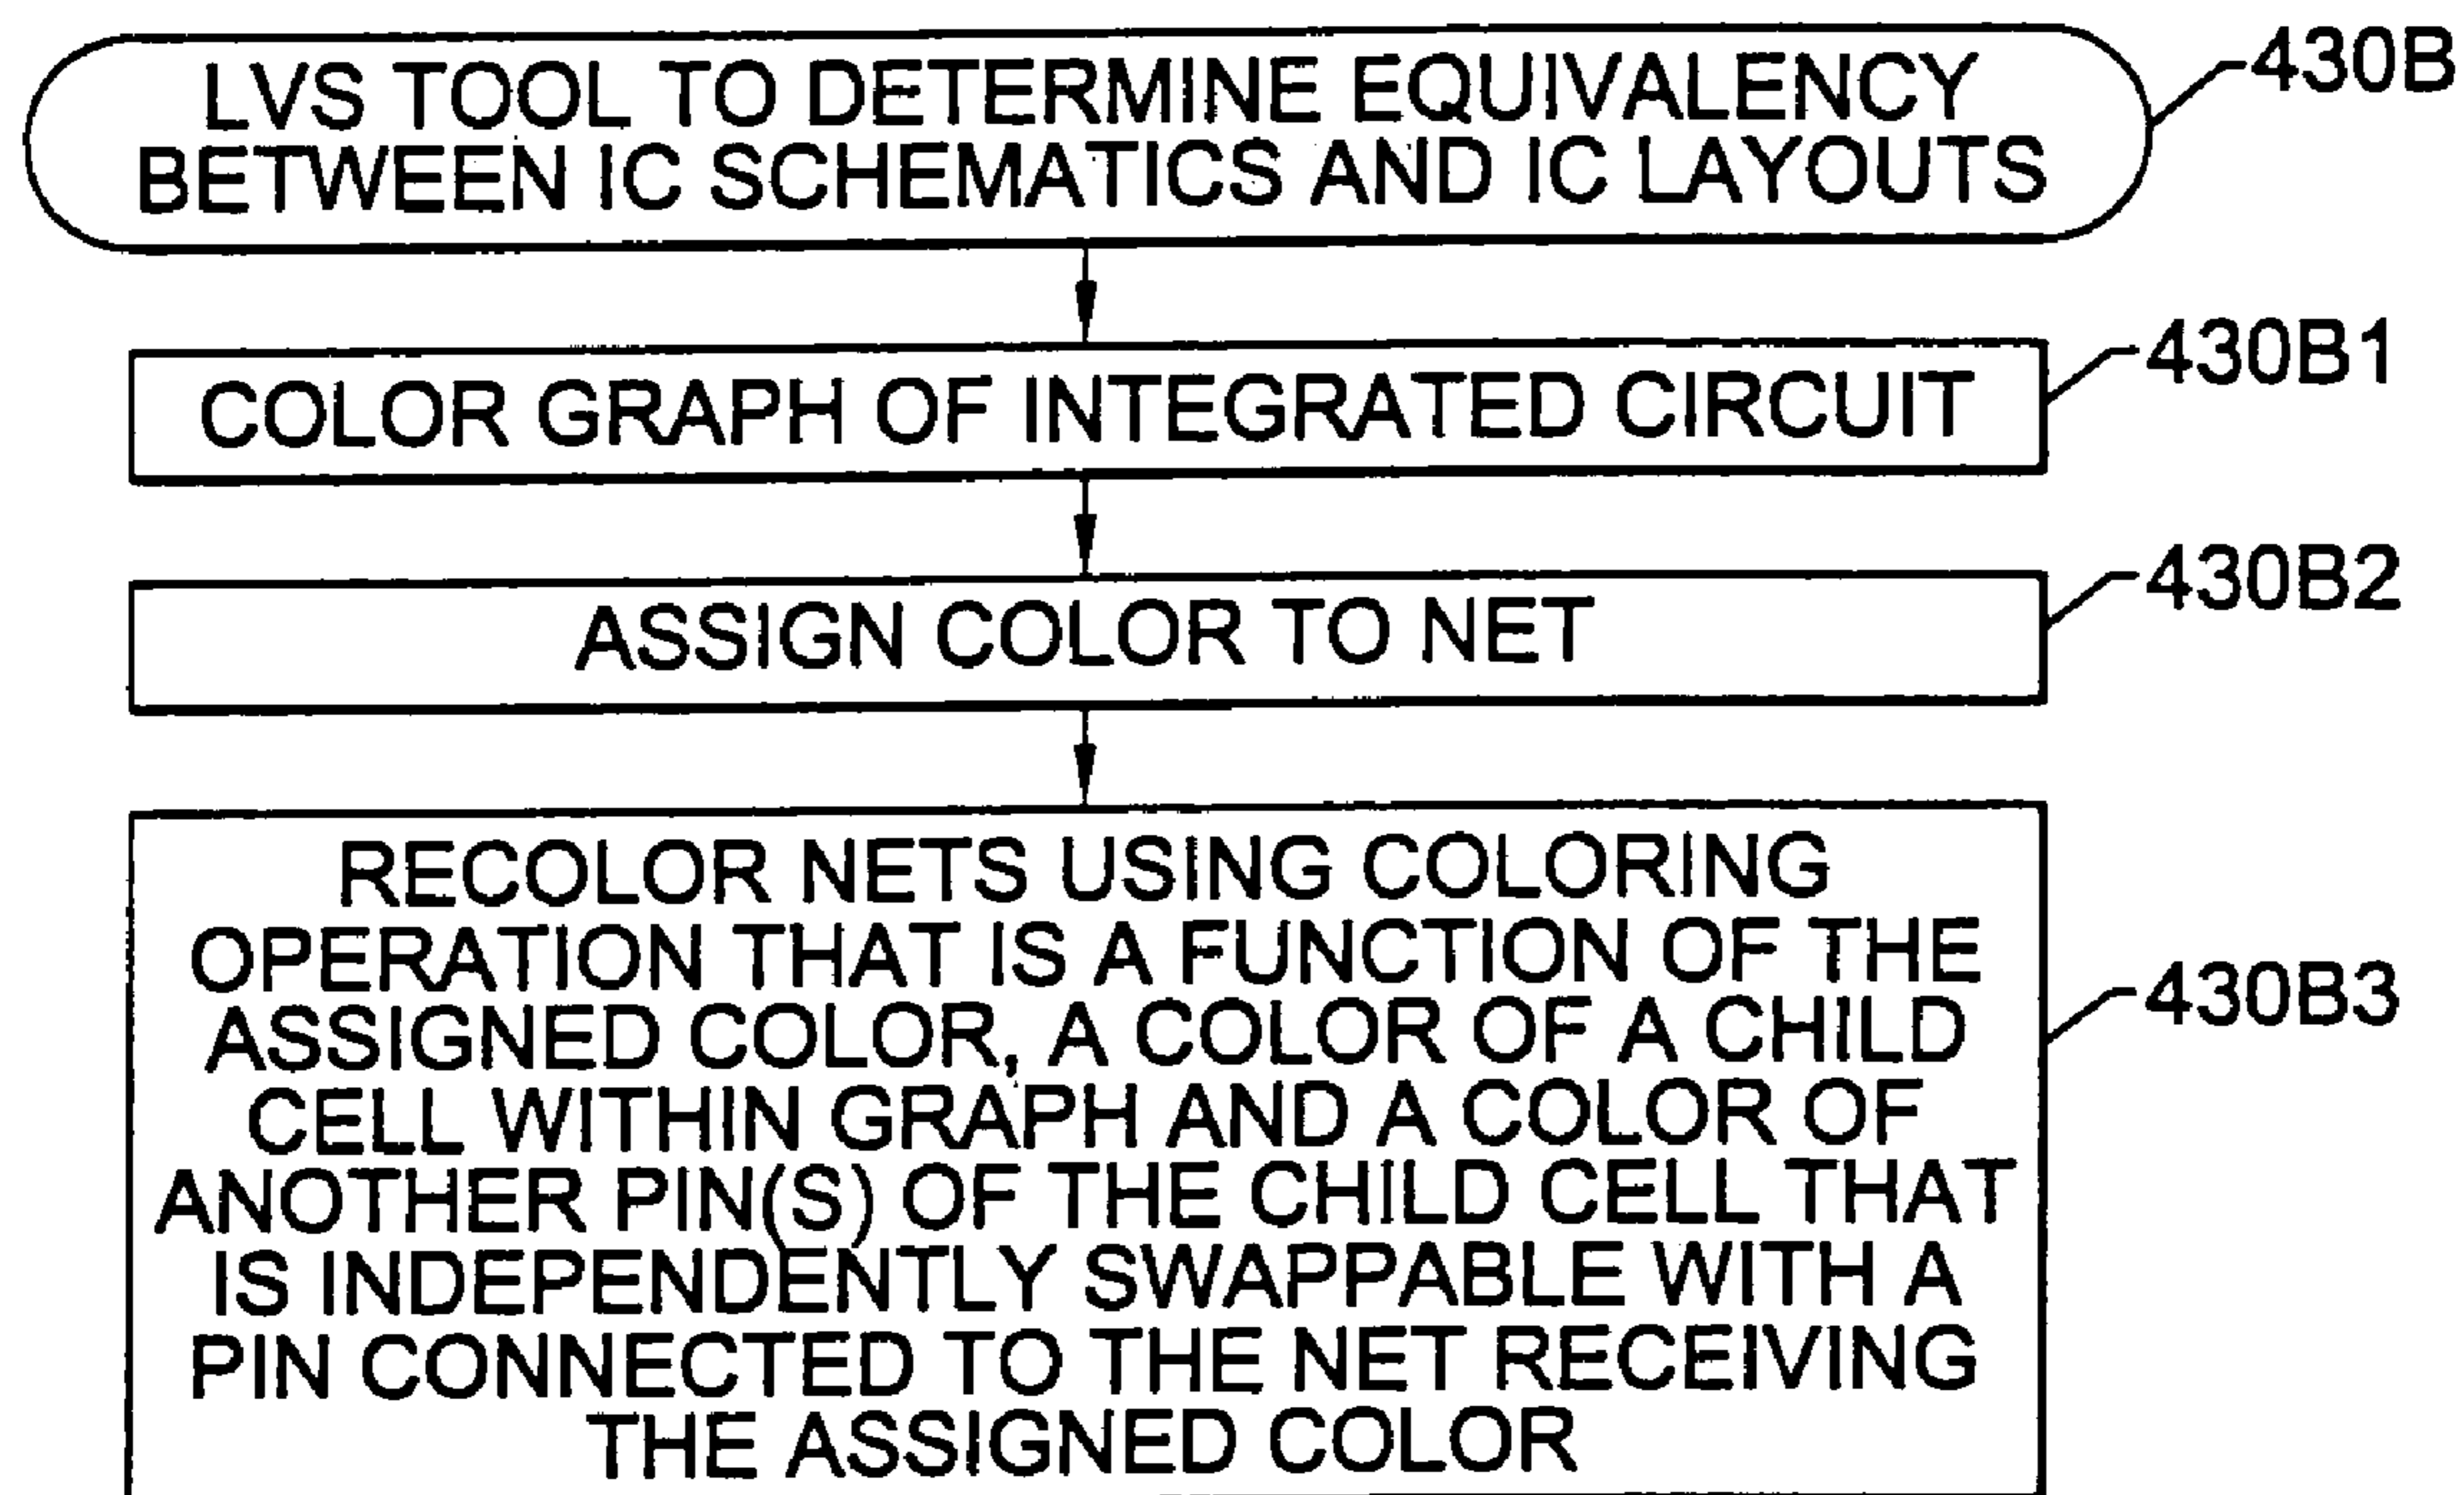 LVS TOOL TO DETERMINE EQUIVALENCY
BETWEEN IC SCHEMATICS AND IC LAYOUTS
430B
COLOR GRAPH OF INTEGRATED CIRCUIT
430B1
ASSIGN COLOR TO NET
430B2
RECOLOR NETS USING COLORING
OPERATION THAT IS A FUNCTION OF THE
ASSIGNED COLOR, A COLOR OF A CHILD
CELL WITHIN GRAPH AND A COLOR OF
ANOTHER PIN(S) OF THE CHILD CELL THAT
IS INDEPENDENTLY SWAPPABLE WITH A
PIN CONNECTED TO THE NET RECEIVING
THE ASSIGNED COLOR
430B3